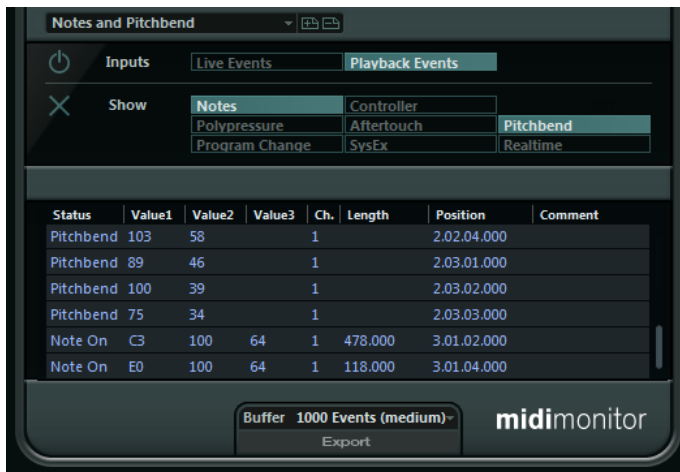 Notes and Pitchbend
Inputs Live Events Playback Events
Show Notes Controller
Polypressure Aftertouch Pitchbend
Program Change SysEx Realtime
Status Value1 Value2 Value3 Ch. Length Position Comment
Pitchbend 103 58 1 2.02.04.000
Pitchbend 89 46 1 2.03.01.000
Pitchbend 100 39 1 2.03.02.000
Pitchbend 75 34 1 2.03.03.000
Note On C3 100 64 1 478.000 3.01.02.000
Note On E0 100 64 1 118.000 3.01.04.000
Buffer 1000 Events (medium)
Export
midimonitor